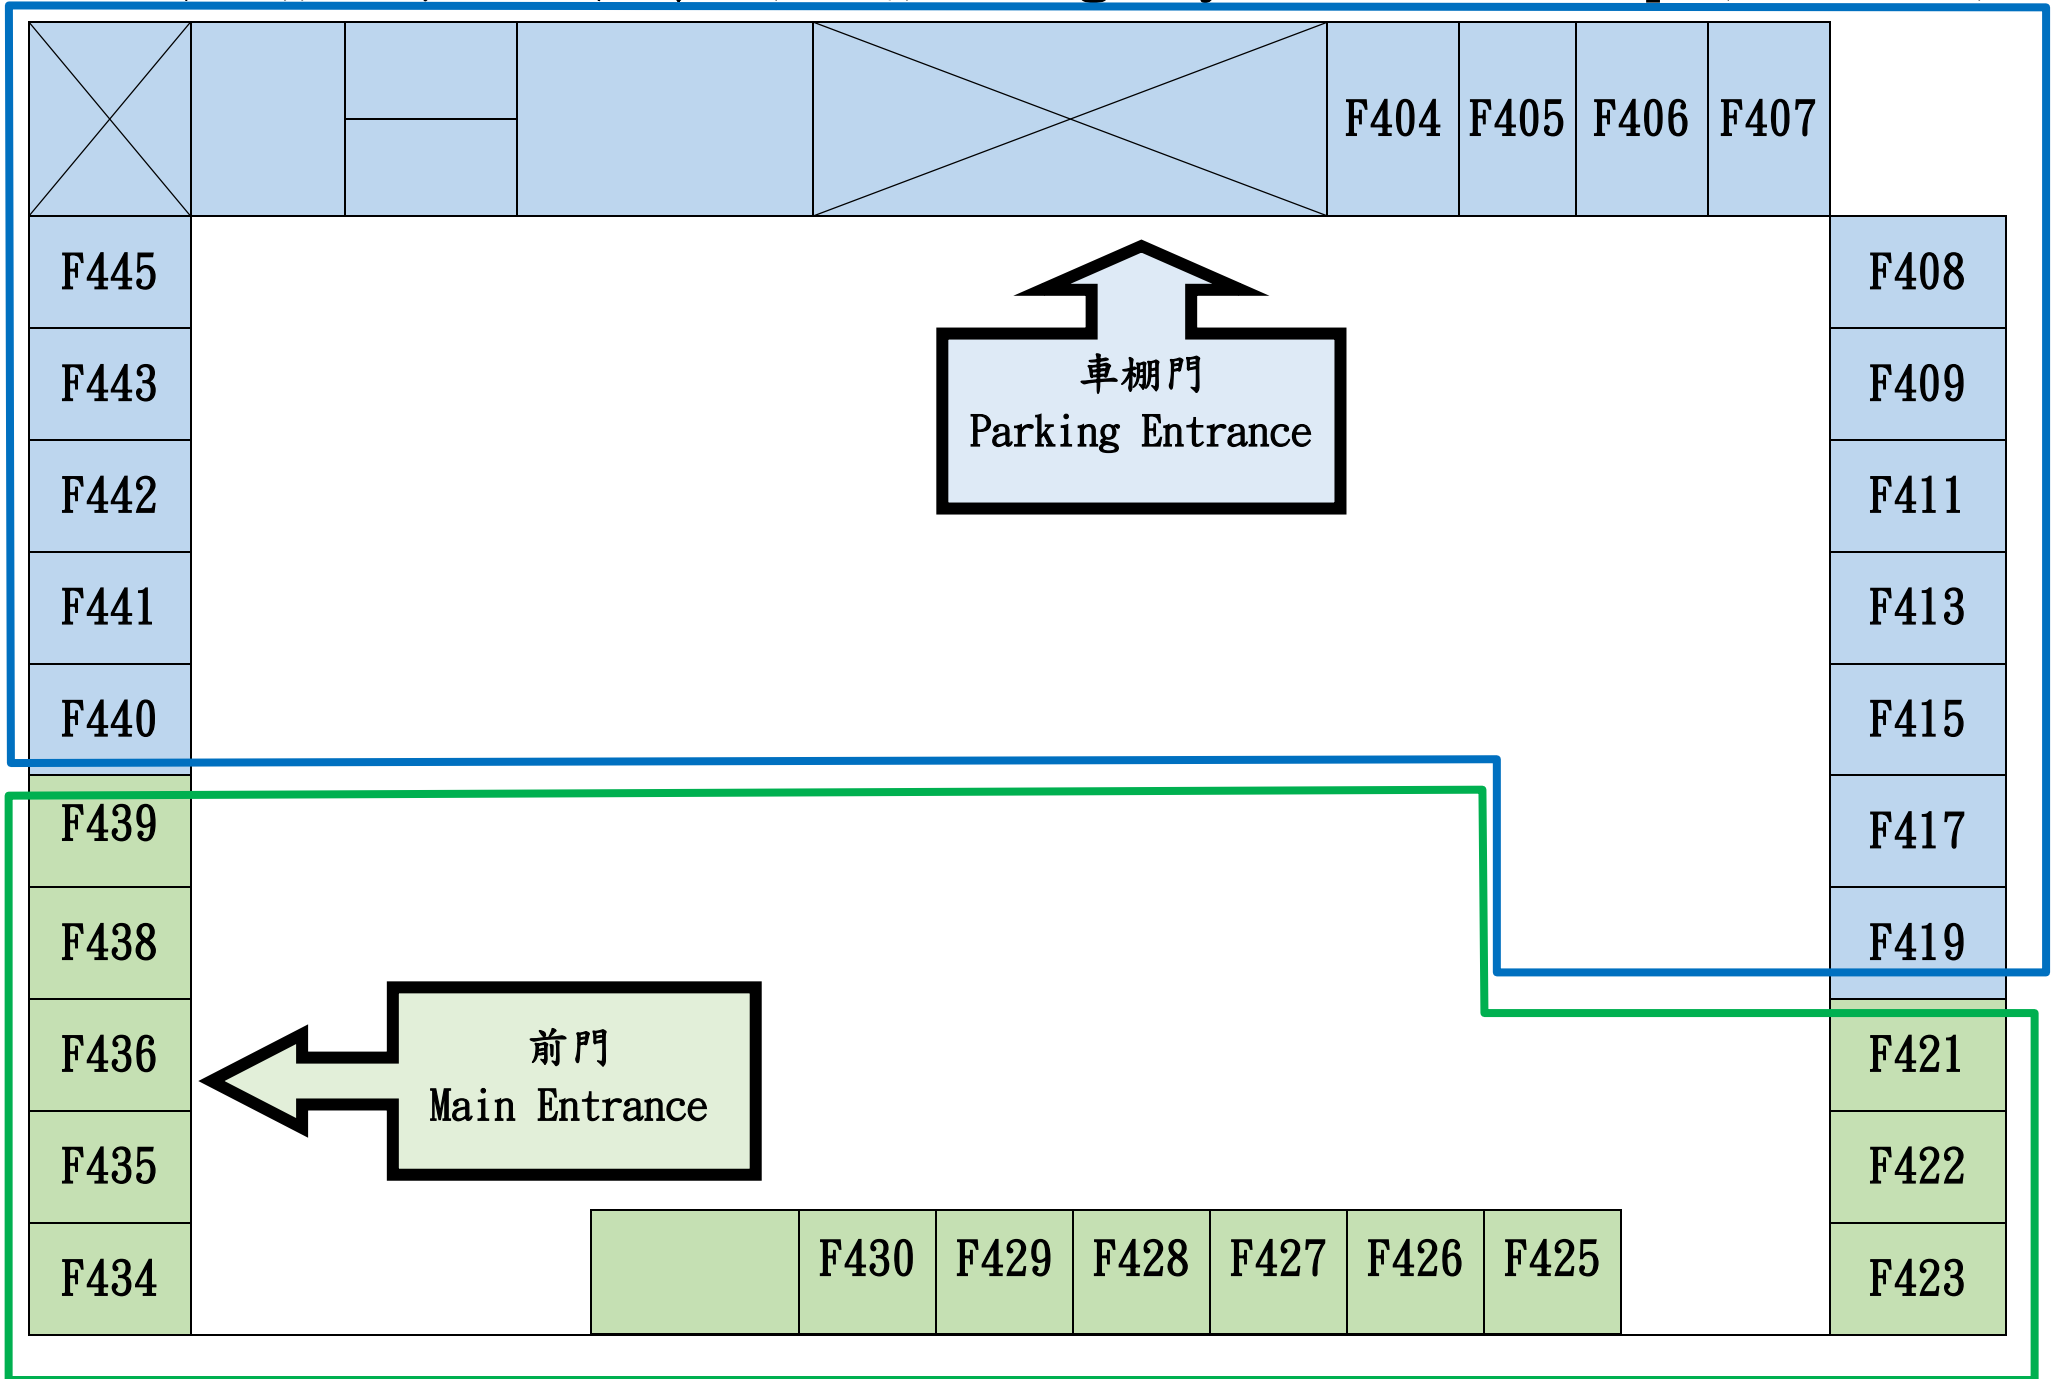 F404 F405 F406 F407
F445
F408
車棚門
Parking Entrance
F443
F409
F442
F411
F441
F413
F440
F415
F439
F417
F438
F419
前門
Main Entrance
F436
F421
F435
F422
F430 F429 F428 F427 F426 F425
F434
F423